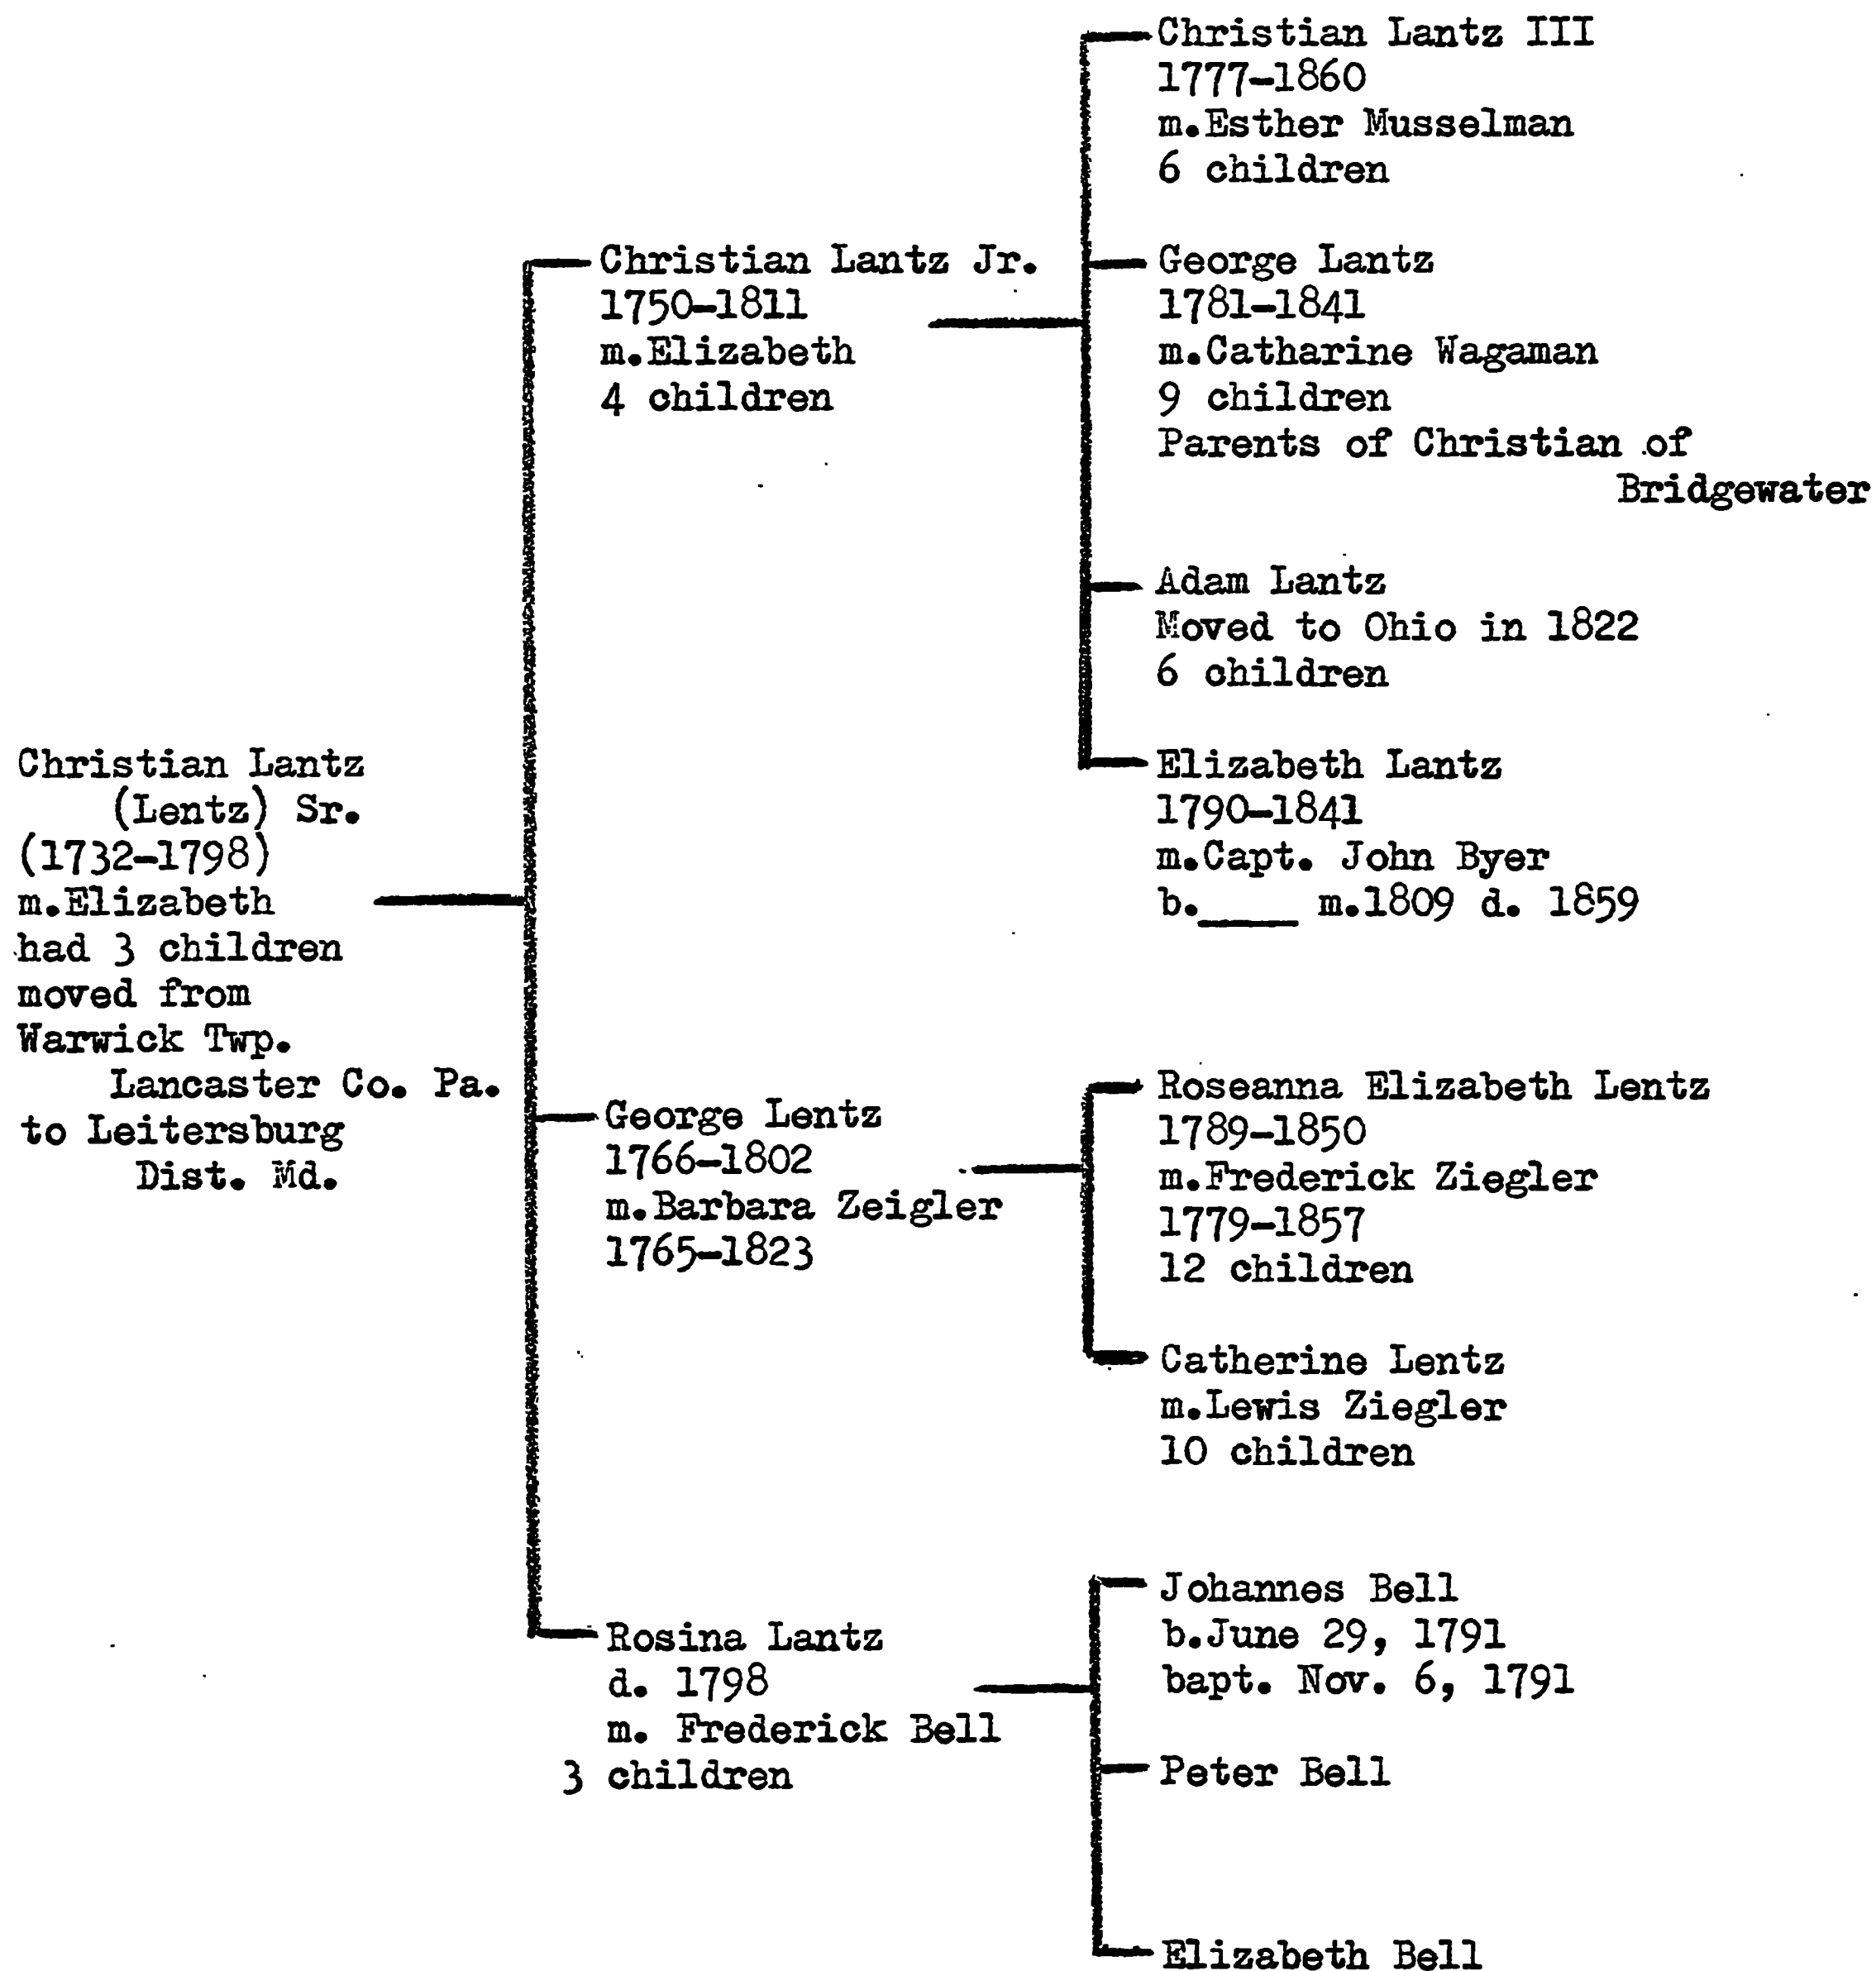 Christian Lantz
(Lentz) Sr.
(1732-1798)
m.Elizabeth
had 3 children
moved from
Warwick Twp.
Lancaster Co. Pa.
to Leitersburg
Dist. Md.
Christian Lantz Jr.
1750-1811
m.Elizabeth
4 children
Christian Lantz III
1777-1860
m.Esther Musselman
6 children
George Lantz
1781-1841
m.Catharine Wagaman
9 children
Parents of Christian of
Bridgewater
Adam Lantz
Moved to Ohio in 1822
6 children
Elizabeth Lantz
1790-1841
m.Capt. John Byer
b.____ m.1809 d. 1859
George Lentz
1766-1802
m.Barbara Zeigler
1765-1823
Roseanna Elizabeth Lentz
1789-1850
m.Frederick Ziegler
1779-1857
12 children
Catherine Lentz
m.Lewis Ziegler
10 children
Rosina Lantz
d. 1798
m. Frederick Bell
3 children
Johannes Bell
b.June 29, 1791
bapt. Nov. 6, 1791
Peter Bell
Elizabeth Bell